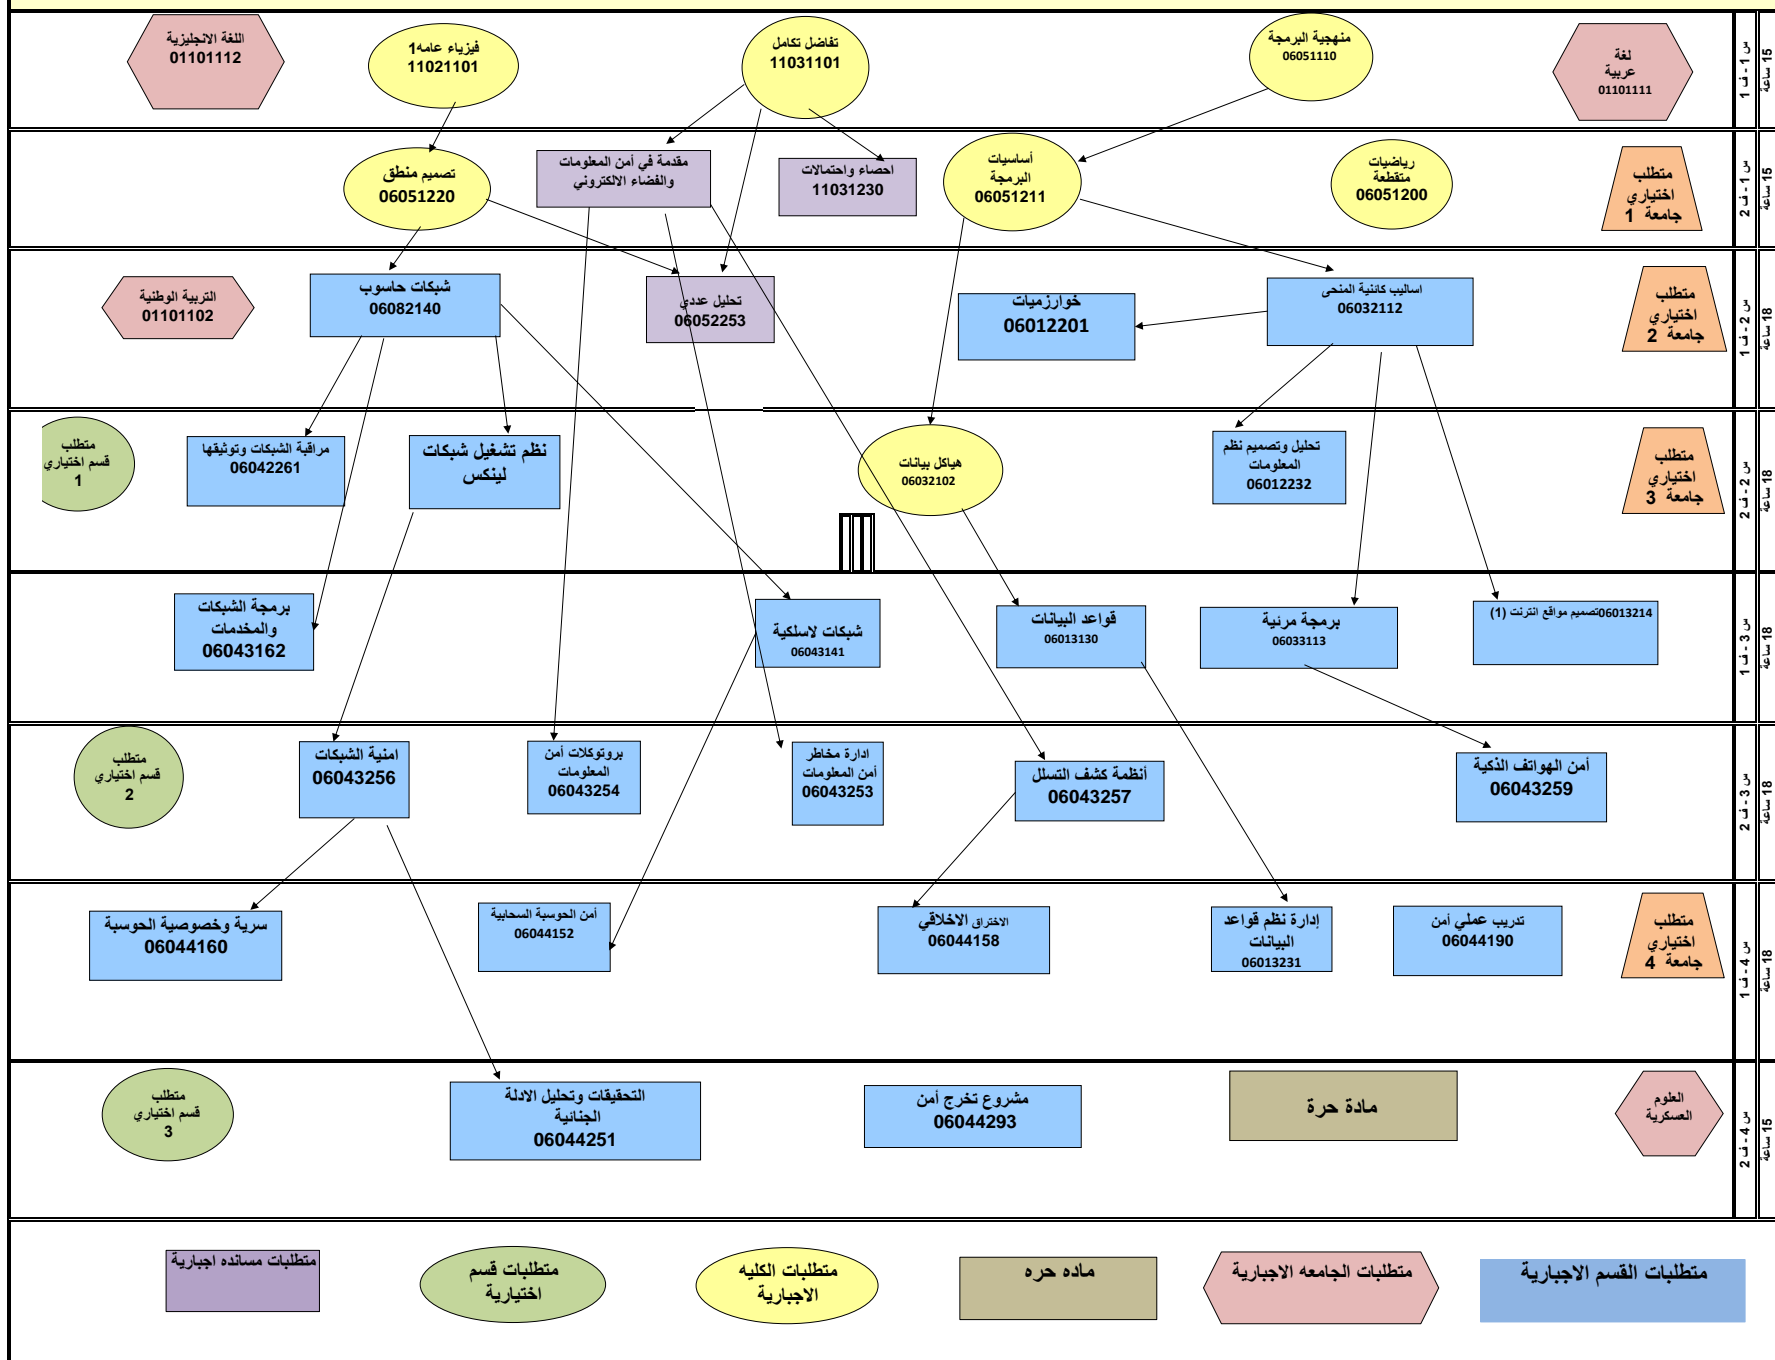 لغة
عربية
01101111
منهجية البرمجة
06051110
تفاضل تكامل
11031101
فيزياء عامه1
11021101
اللغة الانجليزية
01101112
س 1 - ف 1
15 ساعة
متطلب
اختياري
جامعة 1
رياضيات
متقطعة
06051200
أساسيات
البرمجة
06051211
احصاء واحتمالات
11031230
مقدمة في أمن المعلومات
والفضاء الالكتروني
تصميم منطق
06051220
س 1 - ف 2
15 ساعة
متطلب
اختياري
جامعة 2
اساليب كائنية المنحى
06032112
خوارزميات
06012201
تحليل عددي
06052253
شبكات حاسوب
06082140
التربية الوطنية
01101102
س 2 - ف 1
18 ساعة
متطلب
اختياري
جامعة 3
تحليل وتصميم نظم
المعلومات
06012232
هياكل بيانات
06032102
نظم تشغيل شبكات
لينكس
مراقبة الشبكات وتوثيقها
06042261
متطلب
قسم اختياري
1
س 2 - ف 2
18 ساعة
06013214تصميم مواقع انترنت (1)
برمجة مرئية
06033113
قواعد البيانات
06013130
شبكات لاسلكية
06043141
برمجة الشبكات
والمخدمات
06043162
س 3 - ف 1
18 ساعة
أمن الهواتف الذكية
06043259
أنظمة كشف التسلل
06043257
ادارة مخاطر
أمن المعلومات
06043253
بروتوكلات أمن
المعلومات
06043254
امنية الشبكات
06043256
متطلب
قسم اختياري
2
س 3 - ف 2
18 ساعة
متطلب
اختياري
جامعة 4
تدريب عملي أمن
06044190
إدارة نظم قواعد
البيانات
06013231
الاختراق الاخلاقي
06044158
أمن الحوسبة السحابية
06044152
سرية وخصوصية الحوسبة
06044160
س 4 - ف 1
18 ساعة
العلوم
العسكرية
مادة حرة
مشروع تخرج أمن
06044293
التحقيقات وتحليل الادلة
الجنائية
06044251
متطلب
قسم اختياري
3
س 4 - ف 2
15 ساعة
متطلبات القسم الاجبارية
متطلبات الجامعه الاجبارية
ماده حره
متطلبات الكليه
الاجبارية
متطلبات قسم
اختيارية
متطلبات مسانده اجبارية